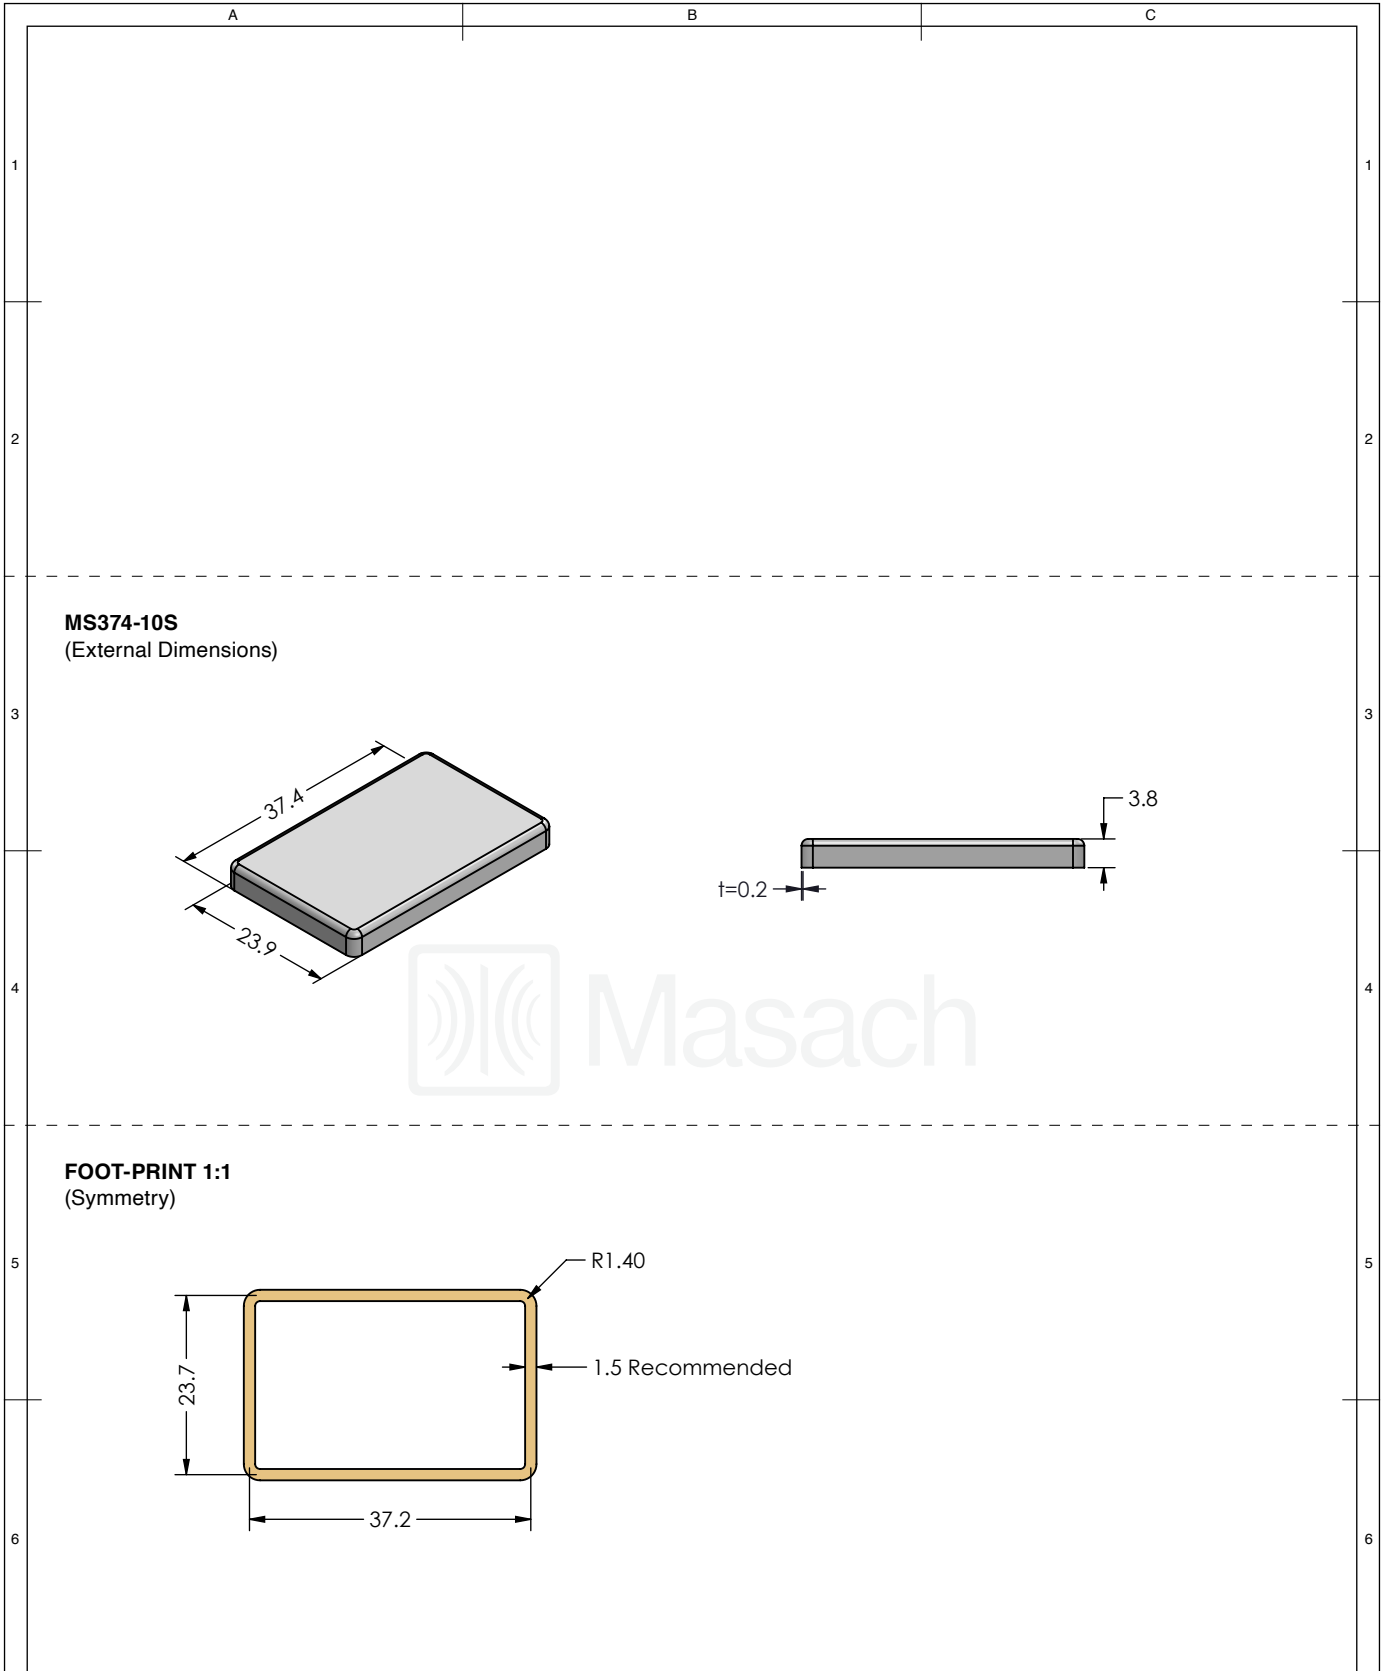 A B C
1 1
2 2
MS374-10S
(External Dimensions)
3 3
37.4
3.8
t=0.2
23.9
Masach
4 4
FOOT-PRINT 1:1
(Symmetry)
R1.40
5 5
1.5 Recommended
23.7
37.2
6 6